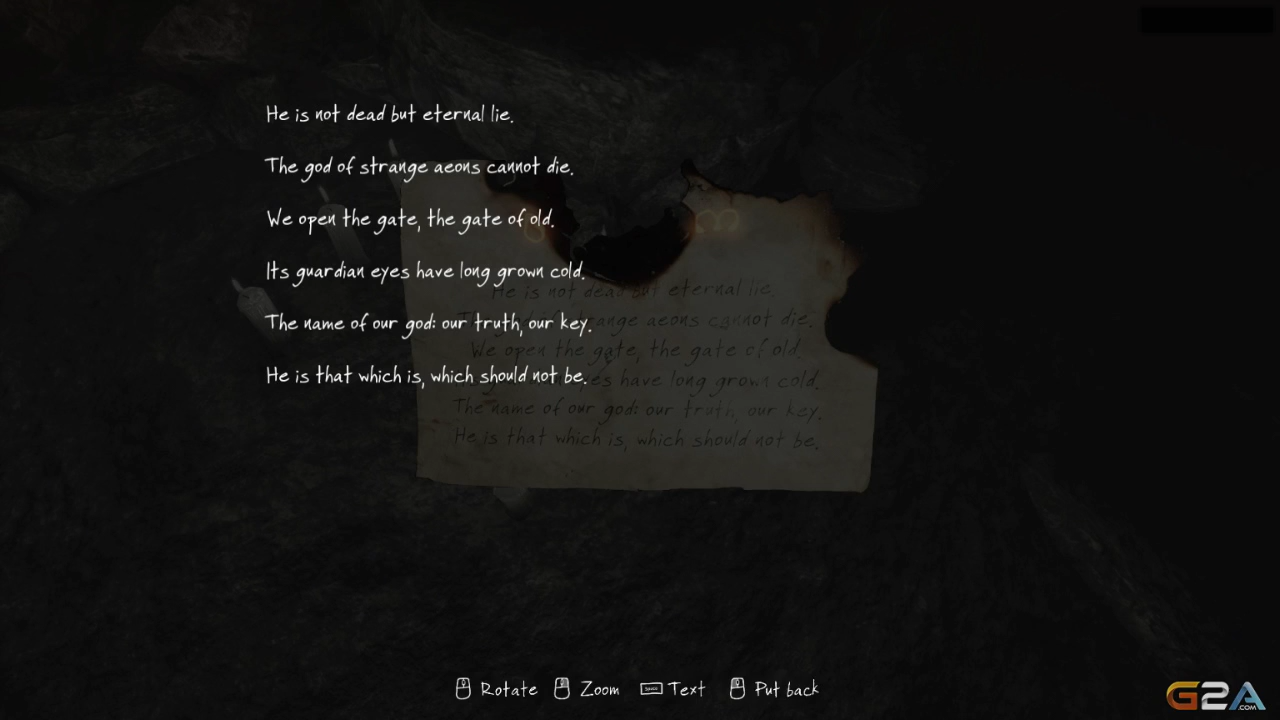 He is not dead but eternal lie.
The god of strange aeons cannot die.
We open the gate, the gate of old.
Its guardian eyes have long grown cold.
The name of our god: our truth, our key.
He is that which is, which should not be.
He is not dead but eternal lie
The god of strange aeons cannot die.
We open the gate, the gate of old.
eyes have long grown cold.
The name of our god: our truth, our key.
He is that which is, which should not be.
Rotate Zoom Text Put back
G2A
.COM